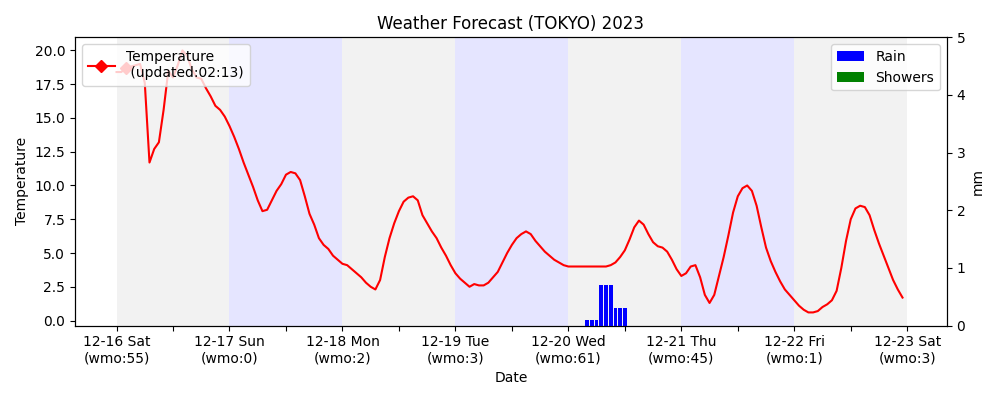 Weather Forecast (TOKYO) 2023
Temperature
(updated:02:13)
Rain
Showers
Temperature
20.0
17.5
15.0
12.5
10.0
7.5
5.0
2.5
0.0
5
4
3
2
1
0
mm
12-16 Sat 12-17 Sun 12-18 Mon 12-19 Tue 12-20 Wed 12-21 Thu 12-22 Fri 12-23 Sat
(wmo:55) (wmo:0) (wmo:2) (wmo:3) (wmo:61) (wmo:45) (wmo:1) (wmo:3)
Date